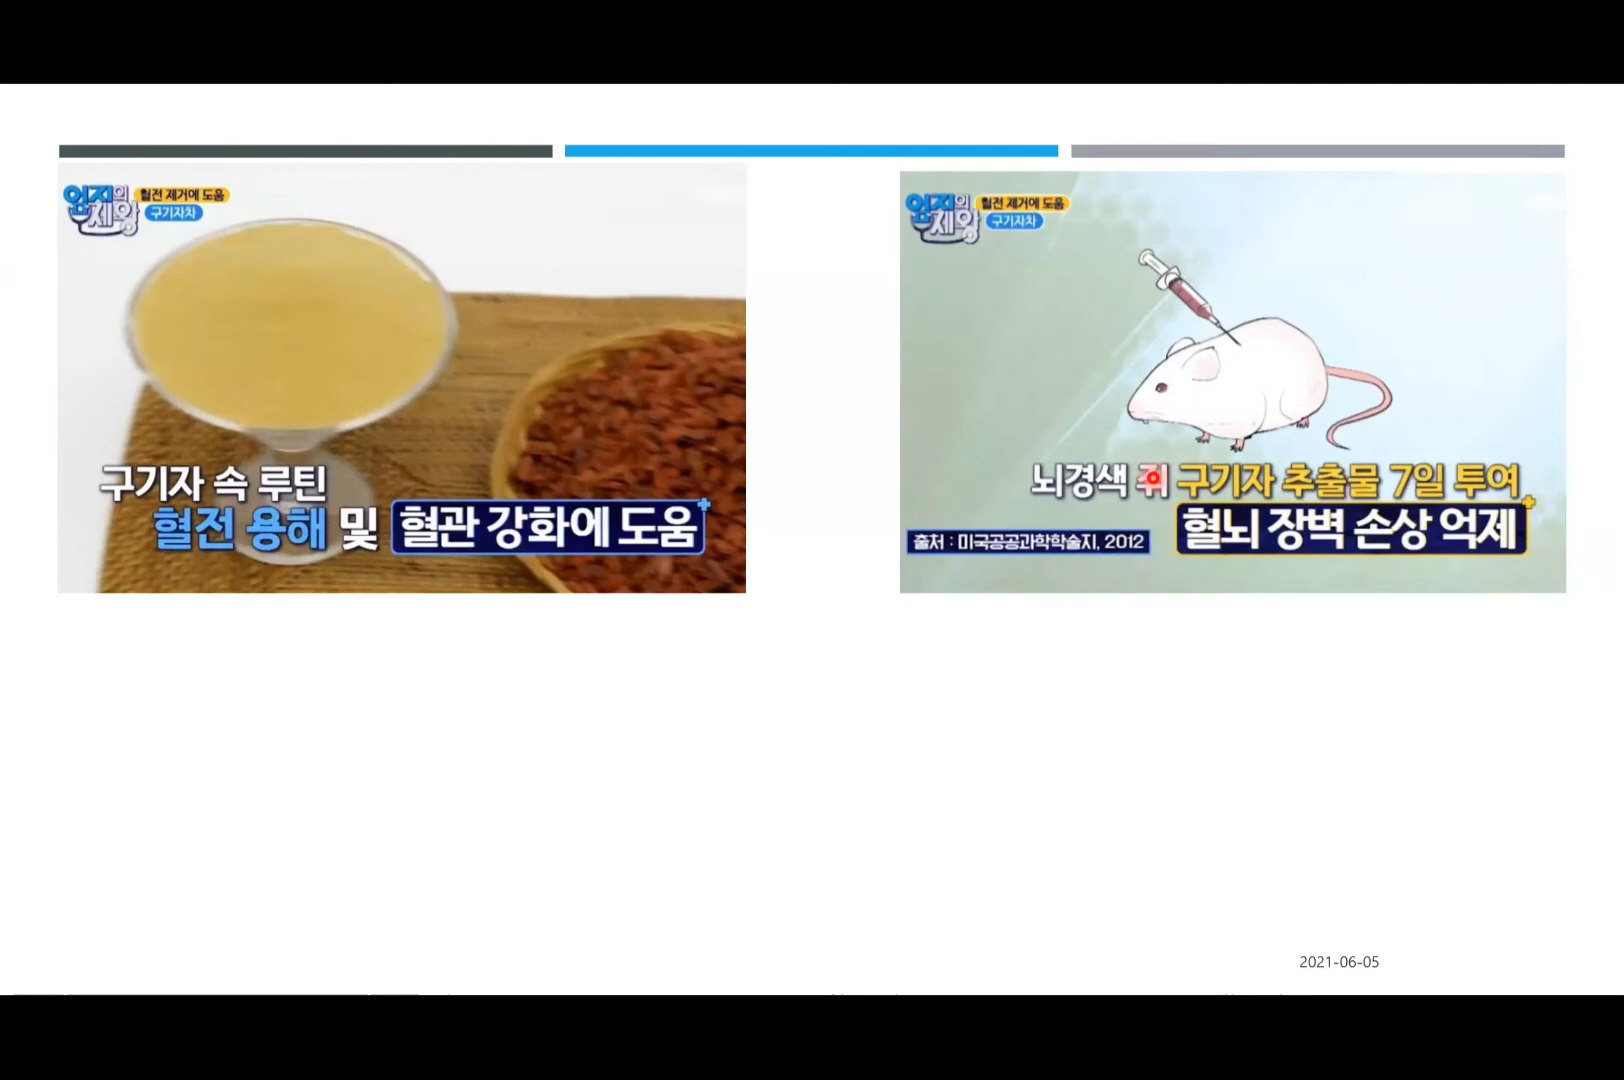 엄지의 제왕
혈전 제거에 도움
구기자차
구기자 속 루틴
혈전 용해 및 혈관 강화에 도움
엄지의 제왕
혈전 제거에 도움
구기자차
뇌경색 쥐 구기자 추출물 7일 투여
혈뇌 장벽 손상 억제
출처 : 미국공공과학학술지, 2012
2021-06-05